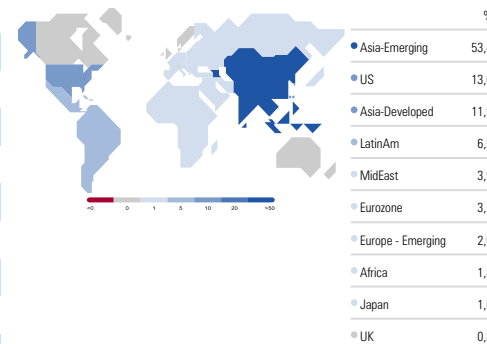 Asia-Emerging 53,
US 13,
Asia-Developed 11,
LatinAm 6,
MidEast 3,
Eurozone 3,
Europe - Emerging 2,
Africa 1,
Japan 1,
UK 0,
<0 0 1 5 10 20 >50